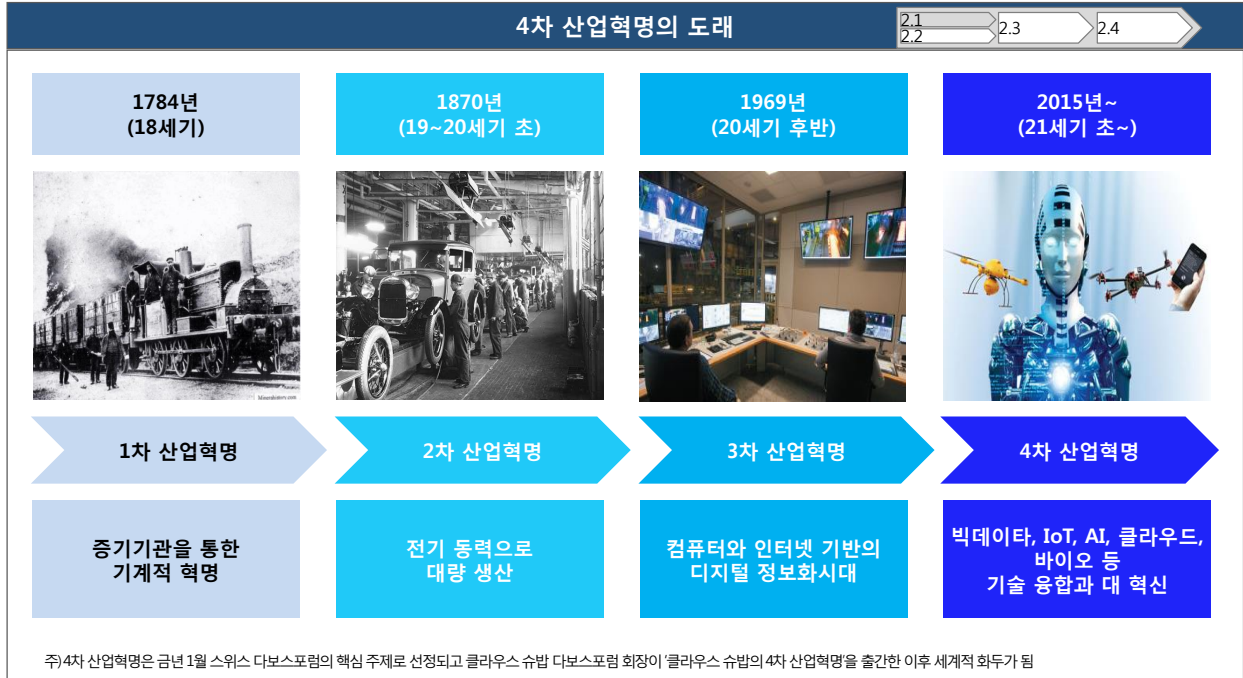 4차 산업혁명의 도래
2.1
2.2
2.3
2.4
1784년
(18세기)
1870년
(19~20세기 초)
1969년
(20세기 후반)
2015년~
(21세기 초~)
1차 산업혁명
2차 산업혁명
3차 산업혁명
4차 산업혁명
증기기관을 통한
기계적 혁명
전기 동력으로
대량 생산
컴퓨터와 인터넷 기반의
디지털 정보화시대
빅데이타, IoT, AI, 클라우드,
바이오 등
기술 융합과 대 혁신
주) 4차 산업혁명은 금년 1월 스위스 다보스포럼의 핵심 주제로 선정되고 클라우스 슈밥 다보스포럼 회장이 ‘클라우스 슈밥의 4차 산업혁명’을 출간한 이후 세계적 화두가 됨